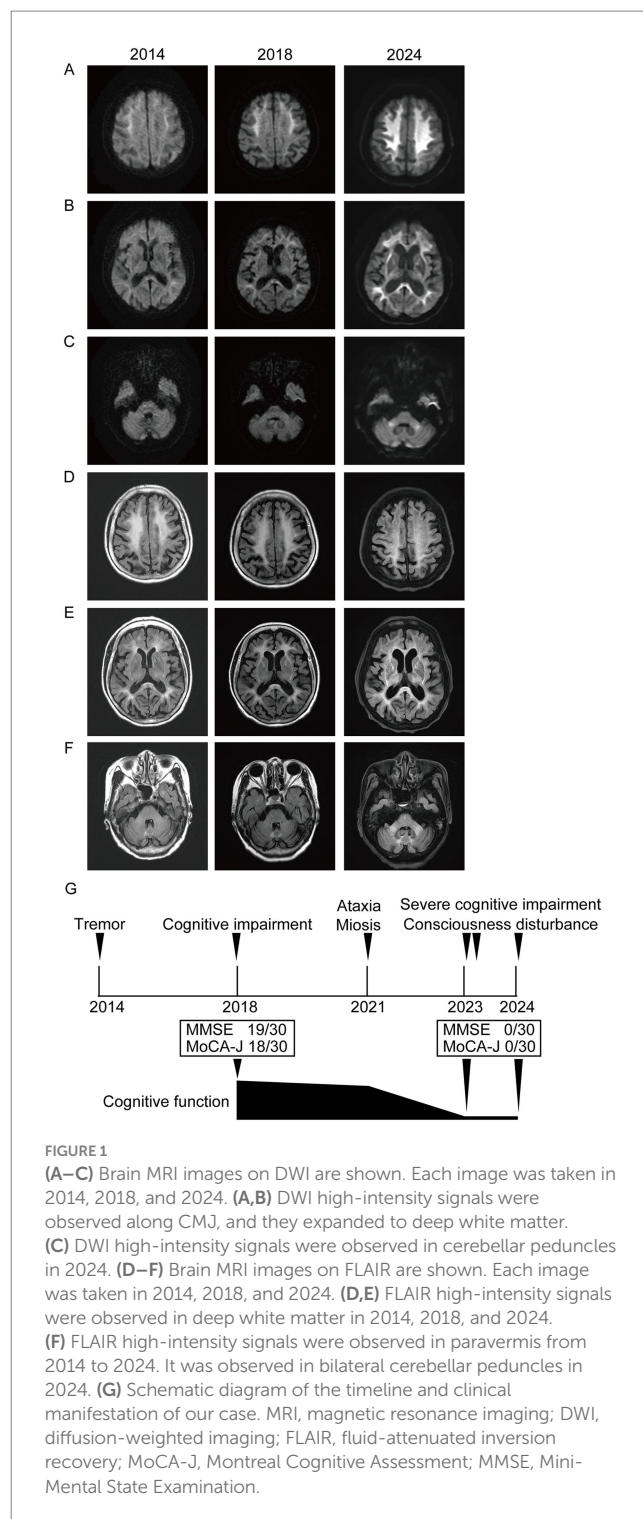 2014 2018 2024
A
B
C
D
E
F
G
Tremor Cognitive impairment Ataxia Severe cognitive impairment
Miosis Consciousness disturbance
2014 2018 2021 2023 2024
MMSE 19/30 MMSE 0/30
MoCA-J 18/30 MoCA-J 0/30
Cognitive function
FIGURE 1
(A–C) Brain MRI images on DWI are shown. Each image was taken in
2014, 2018, and 2024. (A,B) DWI high-intensity signals were
observed along CMJ, and they expanded to deep white matter.
(C) DWI high-intensity signals were observed in cerebellar peduncles
in 2024. (D–F) Brain MRI images on FLAIR are shown. Each image
was taken in 2014, 2018, and 2024. (D,E) FLAIR high-intensity signals
were observed in deep white matter in 2014, 2018, and 2024.
(F) FLAIR high-intensity signals were observed in paravermis from
2014 to 2024. It was observed in bilateral cerebellar peduncles in
2024. (G) Schematic diagram of the timeline and clinical
manifestation of our case. MRI, magnetic resonance imaging; DWI,
diffusion-weighted imaging; FLAIR, fluid-attenuated inversion
recovery; MoCA-J, Montreal Cognitive Assessment; MMSE, Mini-
Mental State Examination.